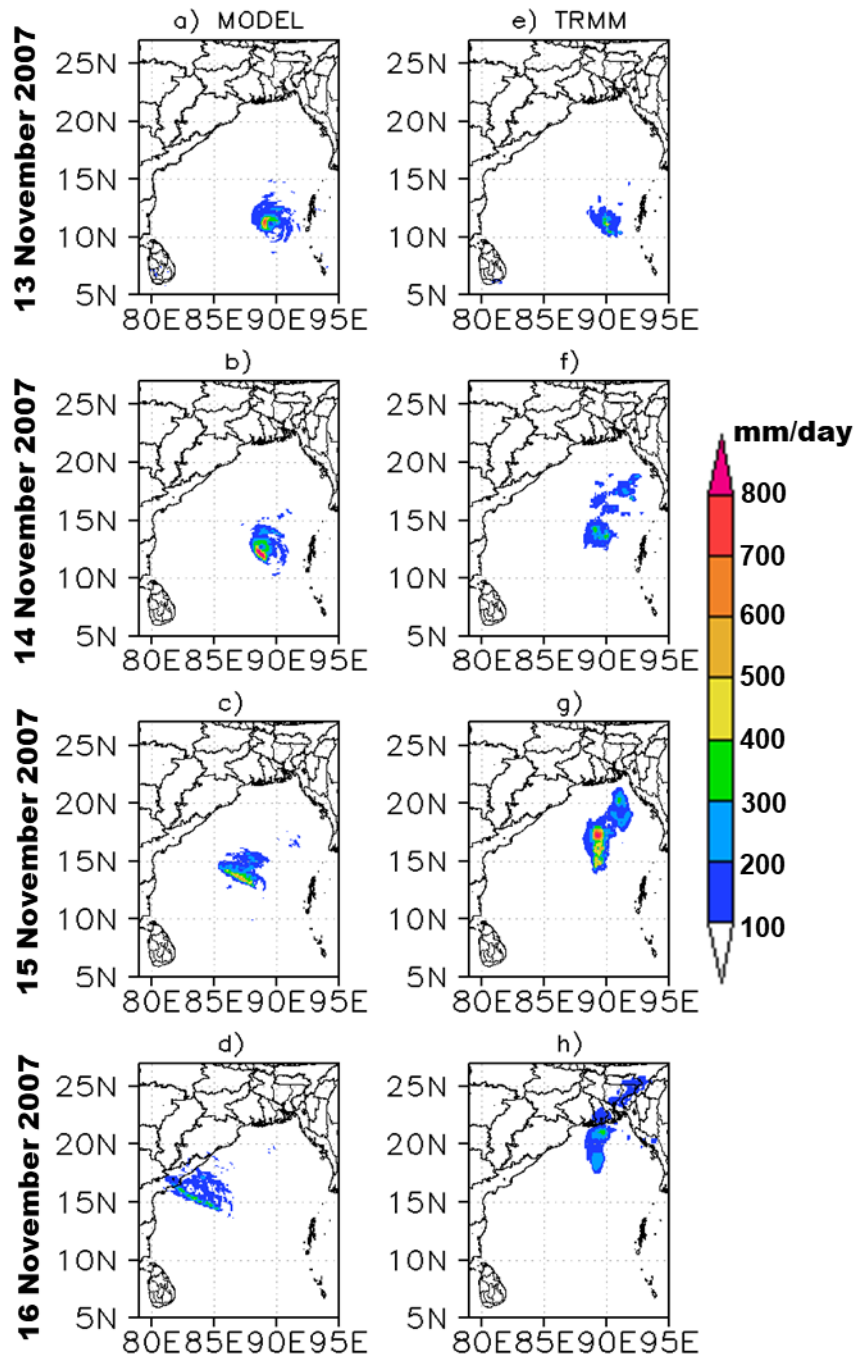 a) MODEL
e) TRMM
13 November 2007
25N
20N
15N
10N
5N
80E85E90E95E
25N
20N
15N
10N
5N
80E85E90E95E
b)
f)
14 November 2007
25N
20N
15N
10N
5N
80E85E90E95E
25N
20N
15N
10N
5N
80E85E90E95E
mm/day
800
700
600
500
400
300
200
100
c)
g)
15 November 2007
25N
20N
15N
10N
5N
80E85E90E95E
25N
20N
15N
10N
5N
80E85E90E95E
d)
h)
16 November 2007
25N
20N
15N
10N
5N
80E85E90E95E
25N
20N
15N
10N
5N
80E85E90E95E